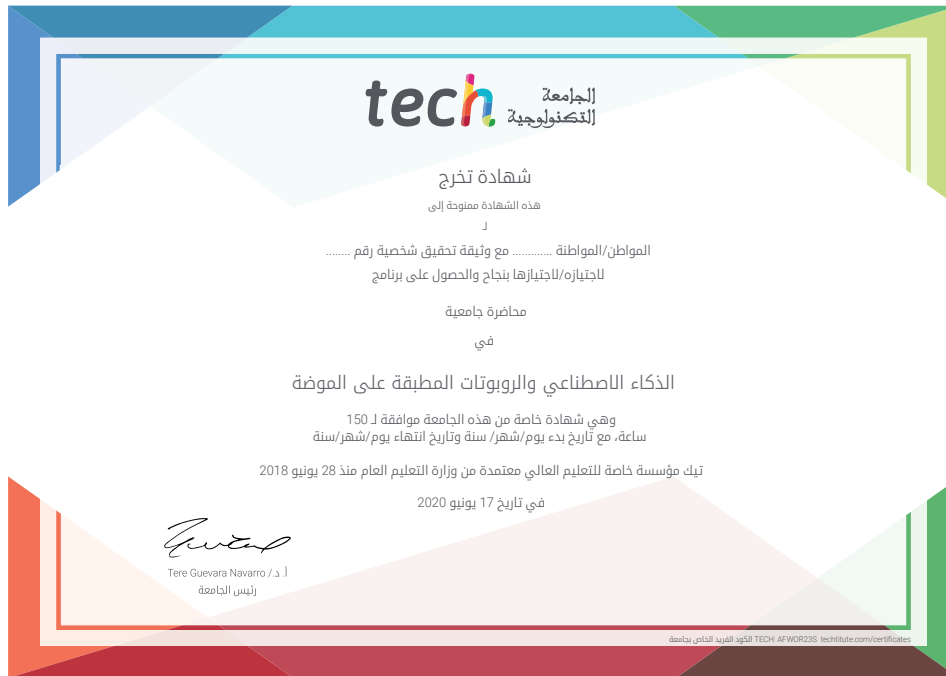 tech الجامعة
التكنولوجية
شهادة تخرج
هذه الشهادة ممنوحة إلى
لـ
المواطن/المواطنة ............ مع وثيقة تحقيق شخصية رقم ........
لاجتيازه/لاجتيازها بنجاح والحصول على برنامج
محاضرة جامعية
في
الذكاء الاصطناعي والروبوتات المطبقة على الموضة
وهي شهادة خاصة من هذه الجامعة موافقة لـ 150
ساعة، مع تاريخ بدء يوم/شهر/ سنة وتاريخ انتهاء يوم/شهر/سنة
تيك مؤسسة خاصة للتعليم العالي معتمدة من وزارة التعليم العام منذ 28 يونيو 2018
في تاريخ 17 يونيو 2020
أ. د./ Tere Guevara Navarro
رئيس الجامعة
الكود الفريد الخاص بجامعة TECH: AFWOR23S techtitute.com/certificates